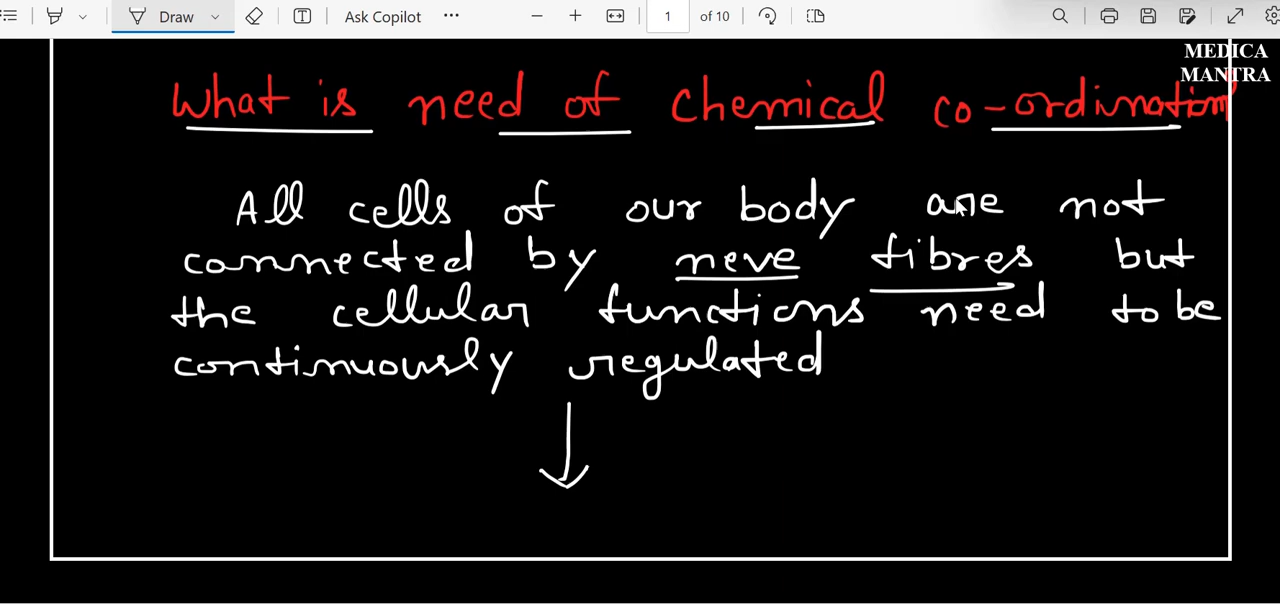 Draw
Ask Copilot
1
of 10
MEDICA
MANTRA
What is need of chemical co-ordination
All cells of our body are not
connected by neve fibres but
the cellular functions need to be
continuously regulated